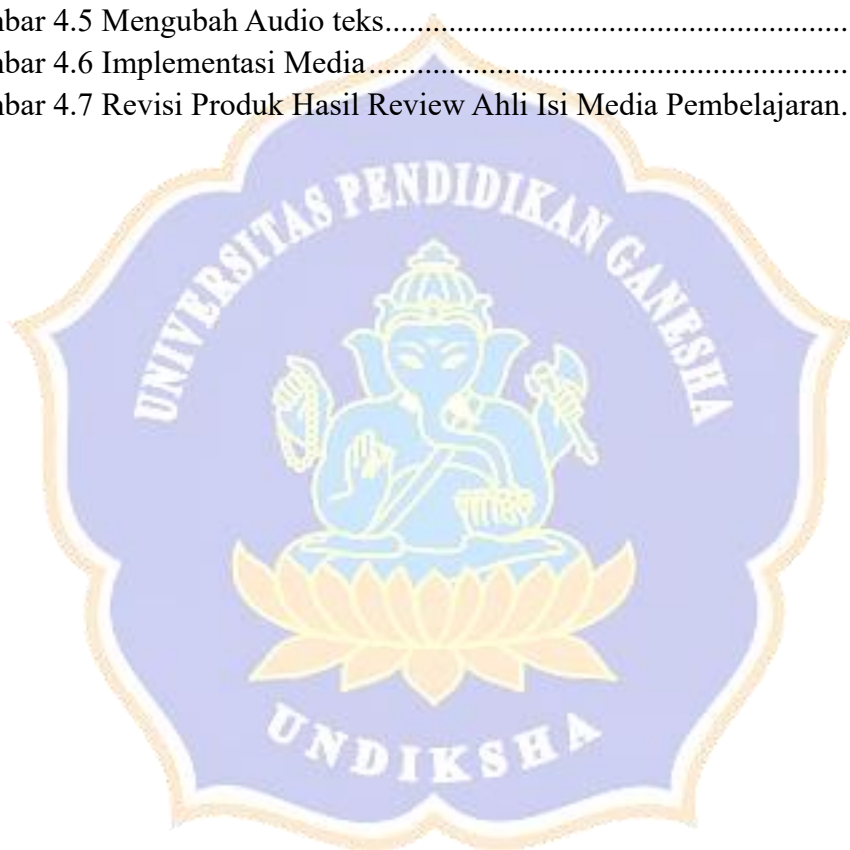 mbar 4.5 Mengubah Audio teks............................................................
mbar 4.6 Implementasi Media..............................................................
mbar 4.7 Revisi Produk Hasil Review Ahli Isi Media Pembelajaran.
UNIVERSITAS PENDIDIKAN GANESHA
UNDIKSHA